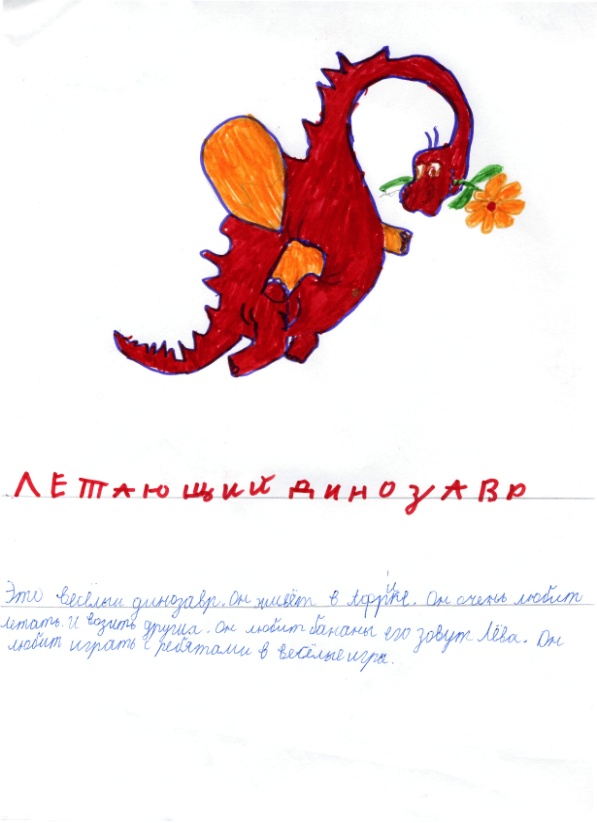 ЛЕТАЮЩИЙ ДИНОЗАВР
Это весёлый динозавр. Он живёт в Африке. Он очень любит
летать. И возить друга. Он любит бананы его зовут Лёва. Он
любит играть с ребятами в весёлые игры.